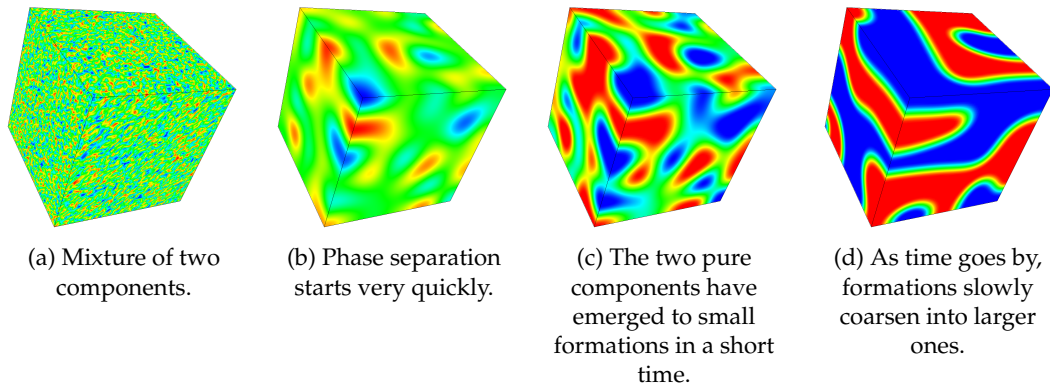 (a) Mixture of two
components.
(b) Phase separation
starts very quickly.
(c) The two pure
components have
emerged to small
formations in a short
time.
(d) As time goes by,
formations slowly
coarsen into larger
ones.